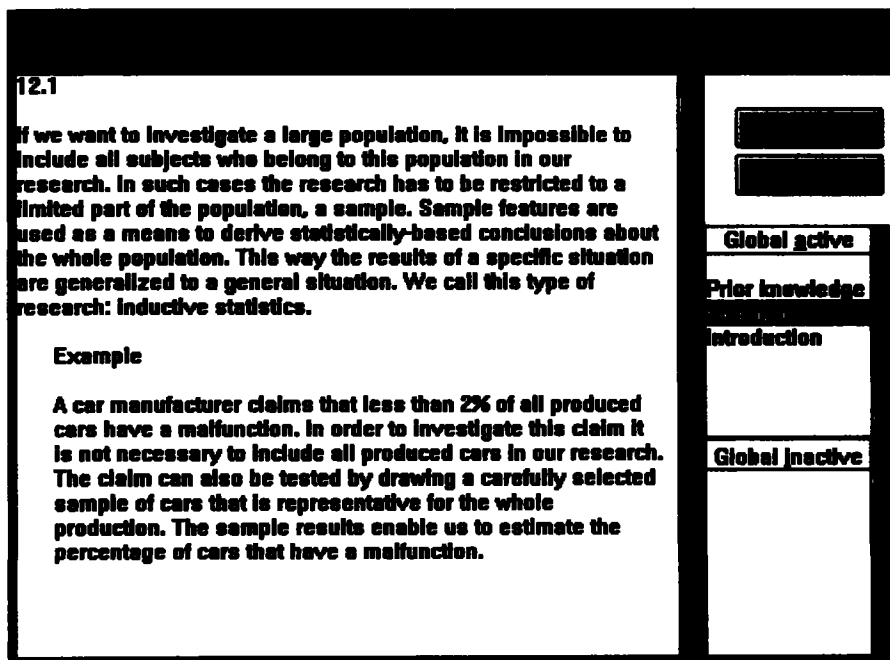 12.1
If we want to investigate a large population, it is impossible to
include all subjects who belong to this population in our
research. In such cases the research has to be restricted to a
limited part of the population, a sample. Sample features are
used as a means to derive statistically-based conclusions about
the whole population. This way the results of a specific situation
are generalized to a general situation. We call this type of
research: inductive statistics.
Example
A car manufacturer claims that less than 2% of all produced
cars have a malfunction. In order to investigate this claim it
is not necessary to include all produced cars in our research.
The claim can also be tested by drawing a carefully selected
sample of cars that is representative for the whole
production. The sample results enable us to estimate the
percentage of cars that have a malfunction.
Global active
Prior knowledge
Introduction
Global inactive